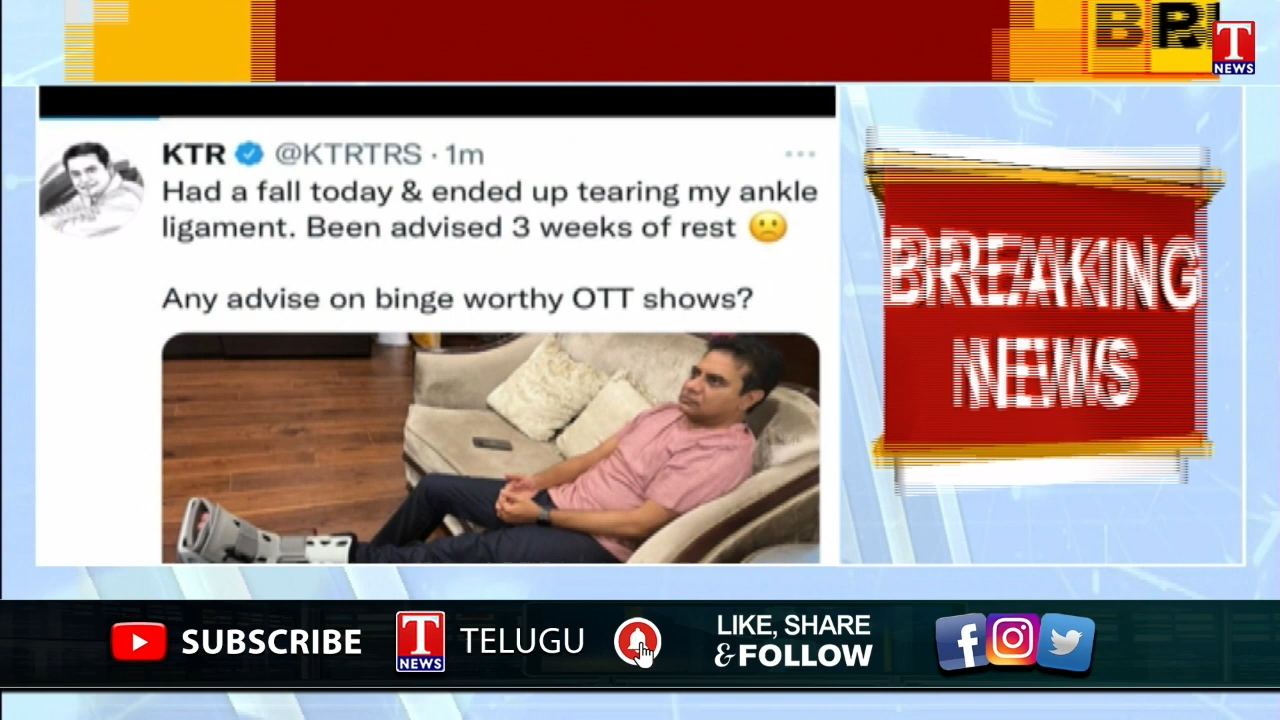 BR
T
NEWS
KTR @KTRTRS · 1m
Had a fall today & ended up tearing my ankle
ligament. Been advised 3 weeks of rest 🙁
Any advise on binge worthy OTT shows?
BREAKING
NEWS
SUBSCRIBE
T
NEWS
TELUGU
LIKE, SHARE
& FOLLOW